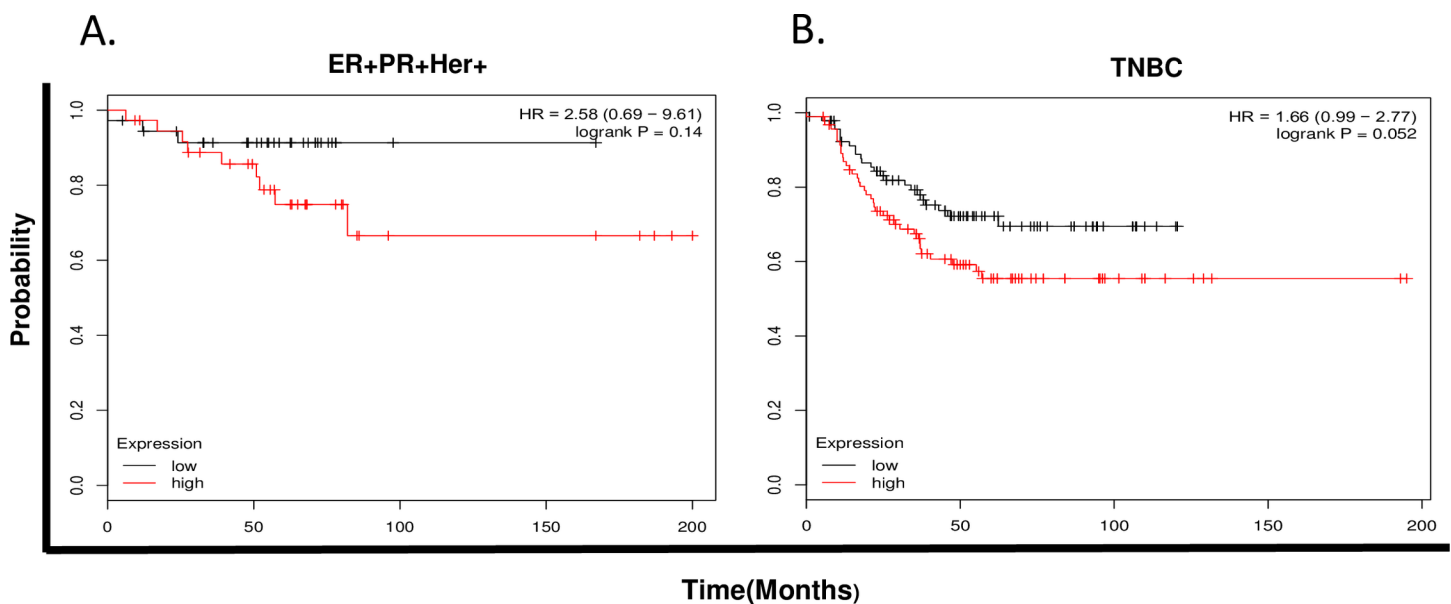 A.
ER+PR+Her+
HR = 2.58 (0.69 − 9.61)
logrank P = 0.14
1.0
0.8
0.6
0.4
0.2
0.0
Expression
low
high
0 50 100 150 200
B.
TNBC
HR = 1.66 (0.99 − 2.77)
logrank P = 0.052
1.0
0.8
0.6
0.4
0.2
0.0
Expression
low
high
0 50 100 150 200
Probability
Time(Months)